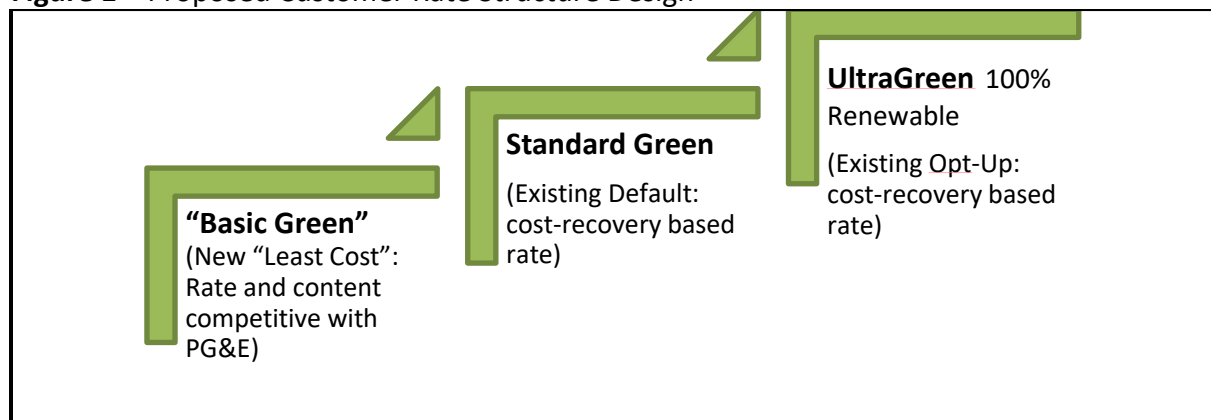 Figure – Proposed Customer Rate Structure Design
"Basic Green"
(New "Least Cost":
Rate and content
competitive with
PG&E)
Standard Green
(Existing Default:
cost-recovery based
rate)
UltraGreen 100%
Renewable
(Existing Opt-Up:
cost-recovery based
rate)